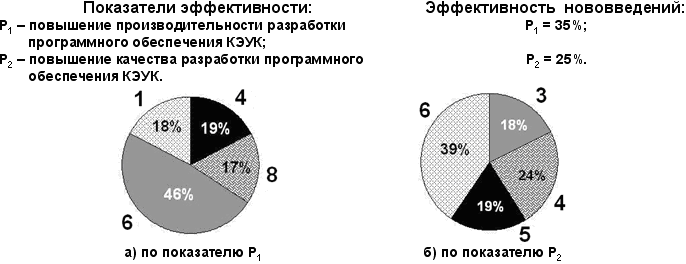 Показатели эффективности:
P1 – повышение производительности разработки
программного обеспечения КЭУК;
P2 – повышение качества разработки программного
обеспечения КЭУК.
Эффективность нововведений:
P1 = 35%;
P2 = 25%.
1
4
18%
19%
17%
8
46%
6
а) по показателю P1
6
3
18%
39%
24%
19%
4
5
б) по показателю P2